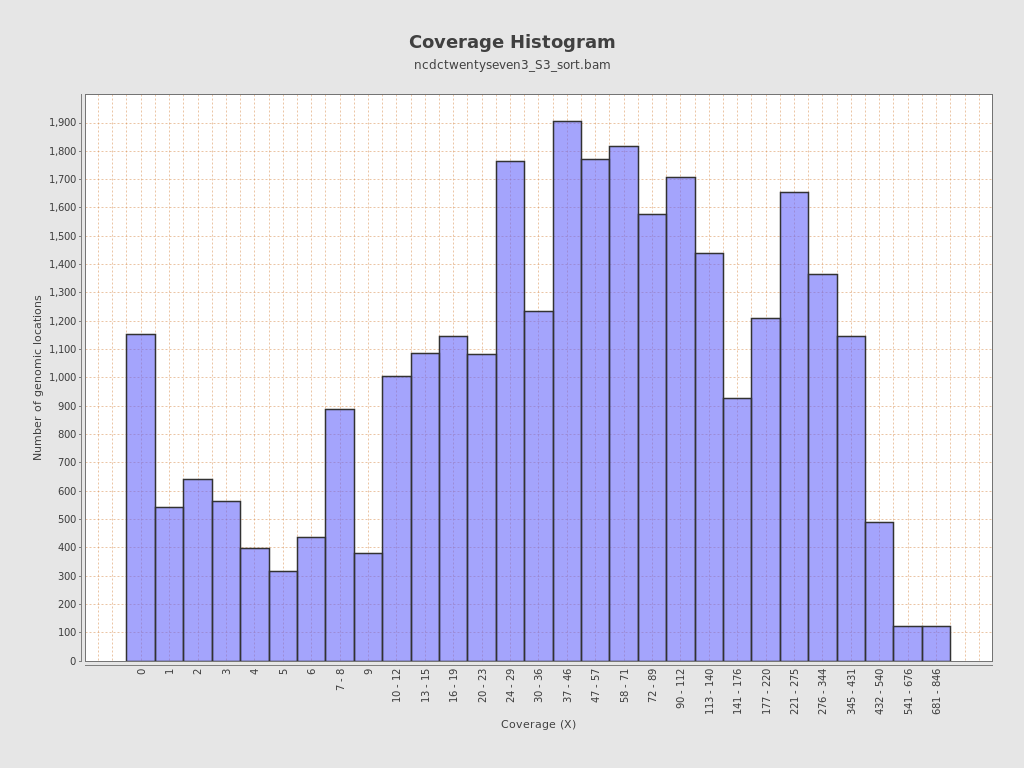 Coverage Histogram
ncdctwentyseven3_S3_sort.bam
Number of genomic locations
1,900
1,800
1,700
1,600
1,500
1,400
1,300
1,200
1,100
1,000
900
800
700
600
500
400
300
200
100
0
0
1
2
3
4
5
6
7 - 8
9
10 - 12
13 - 15
16 - 19
20 - 23
24 - 29
30 - 36
37 - 46
47 - 57
58 - 71
72 - 89
90 - 112
113 - 140
141 - 176
177 - 220
221 - 275
276 - 344
345 - 431
432 - 540
541 - 676
681 - 846
Coverage (X)